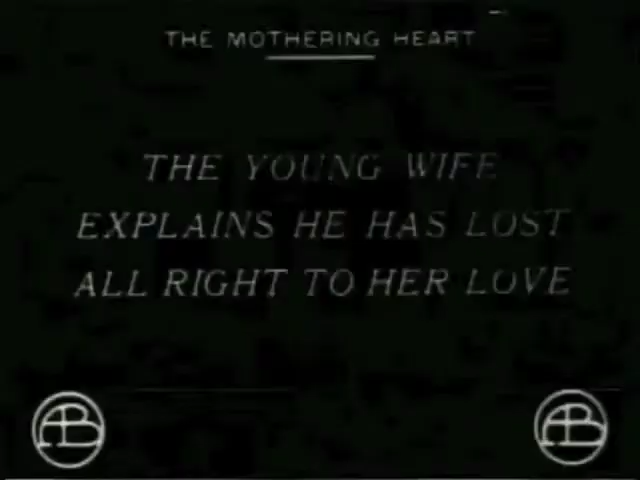 THE MOTHERING HEART
THE YOUNG WIFE
EXPLAINS HE HAS LOST
ALL RIGHT TO HER LOVE
AB AB